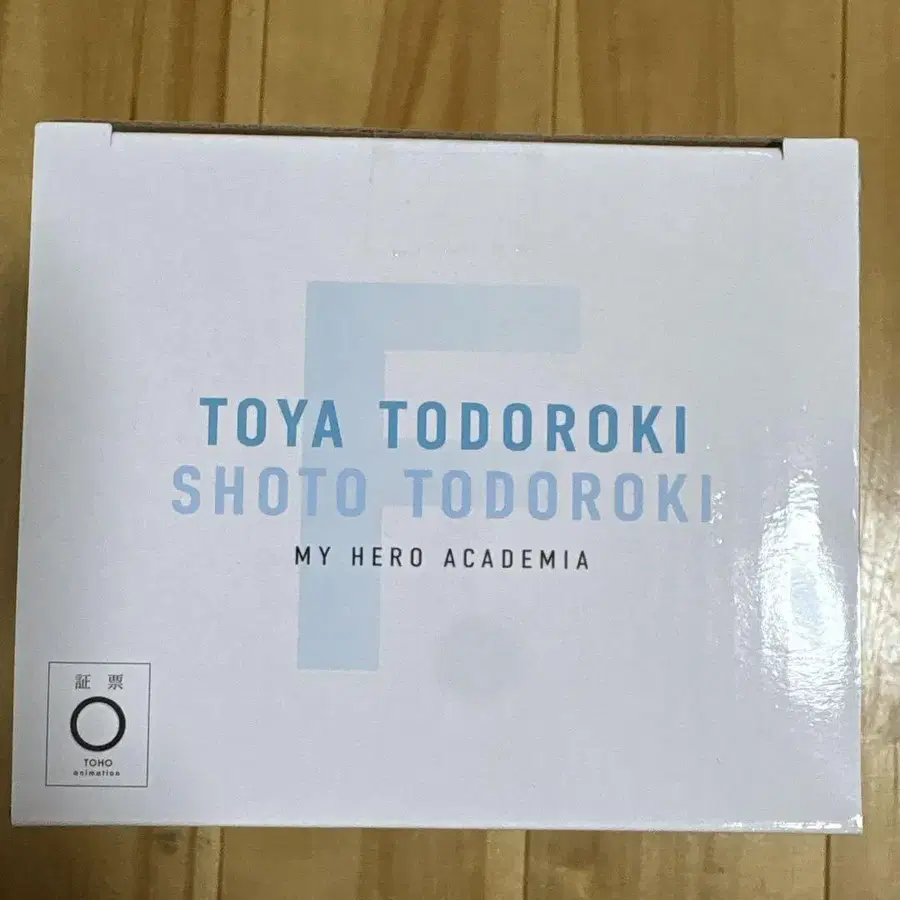 F
TOYA TODOROKI
SHOTO TODOROKI
MY HERO ACADEMIA
証 票
TOHO
animation